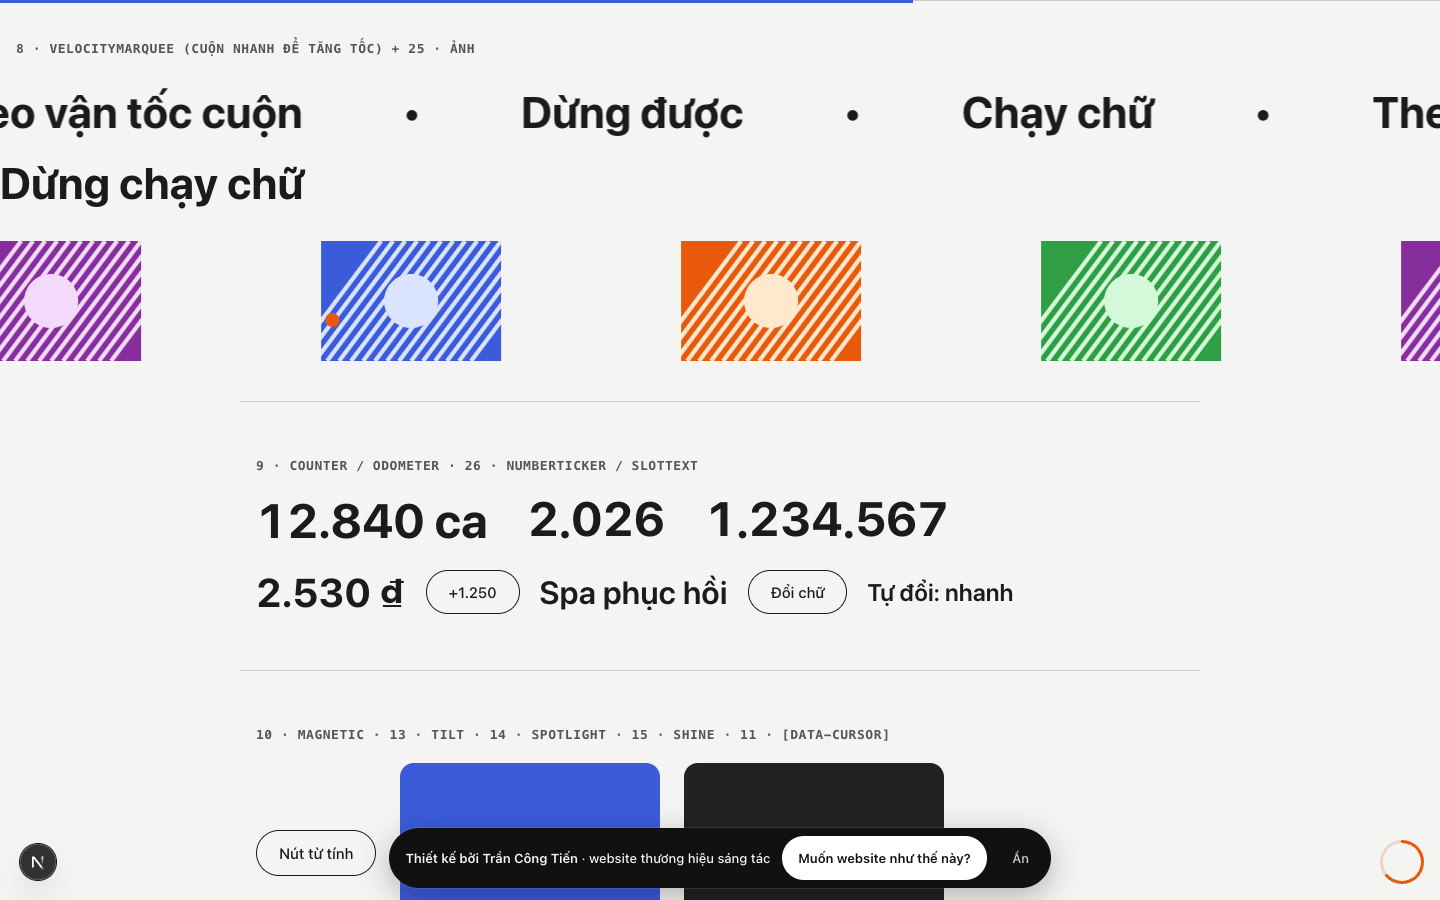 8 · VELOCITYMARQUEE (CUỘN NHANH ĐỂ TĂNG TỐC) + 25 · ẢNH
eo vận tốc cuộn • Dừng được • Chạy chữ • The
Dừng chạy chữ
9 · COUNTER / ODOMETER · 26 · NUMBERTICKER / SLOTTEXT
12.840 ca 2.026 1.234.567
2.530 ₫ +1.250 Spa phục hồi Đổi chữ Tự đổi: nhanh
10 · MAGNETIC · 13 · TILT · 14 · SPOTLIGHT · 15 · SHINE · 11 · [DATA-CURSOR]
Nút từ tính
Thiết kế bởi Trần Công Tiến · website thương hiệu sáng tác Muốn website như thế này? Ẩn
N